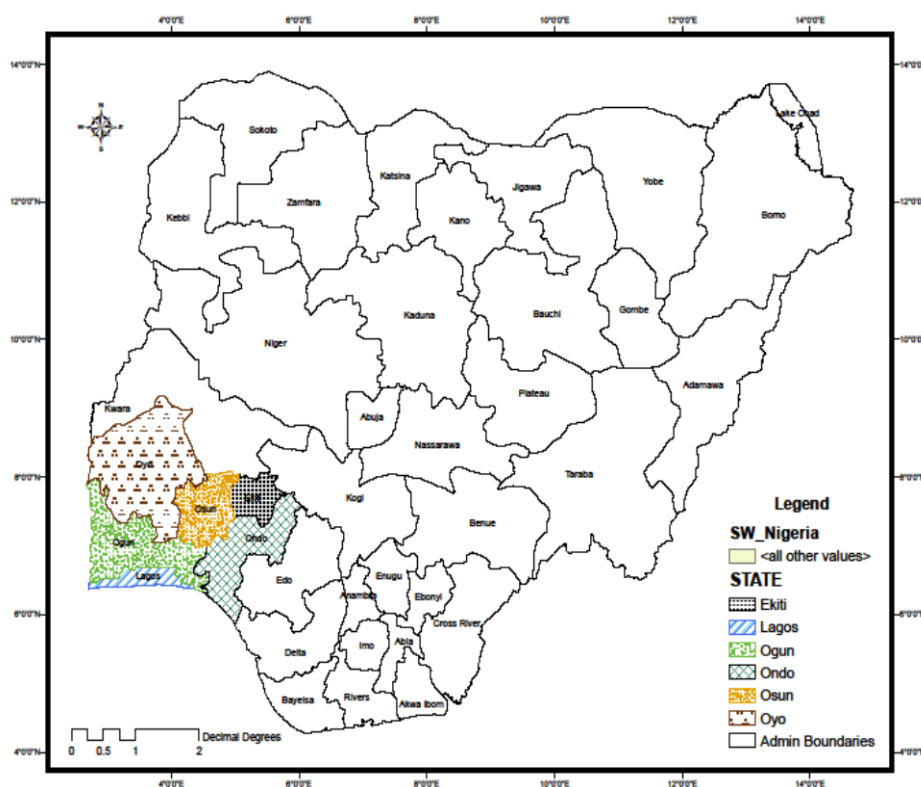 4°0'0"E 6°0'0"E 8°0'0"E 10°0'0"E 12°0'0"E 14°0'0"E
14°0'0"N 14°0'0"N
N
W E
S
Lake Chad
Sokoto
Katsina
Yobe
Jigawa
12°0'0"N 12°0'0"N
Kebbi
Zamfara
Kano
Borno
10°0'0"N 10°0'0"N
Kaduna
Bauchi
Gombe
Niger
Adamawa
Plateau
Kwara
Abuja
Nassarawa
Taraba
8°0'0"N 8°0'0"N
Oyo
Osun
Kogi
Benue
Ogun
Ondo
Edo
Enugu
Lagos
Anambra
Ebonyi
6°0'0"N 6°0'0"N
Cross River
Delta
Imo
Abia
Bayelsa
Rivers
Akwa Ibom
Legend
SW_Nigeria
<all other values>
STATE
Ekiti
Lagos
Ogun
Ondo
Osun
Oyo
Admin Boundaries
Decimal Degrees
0 0.5 1 2
4°0'0"N 4°0'0"N
4°0'0"E 6°0'0"E 8°0'0"E 10°0'0"E 12°0'0"E 14°0'0"E